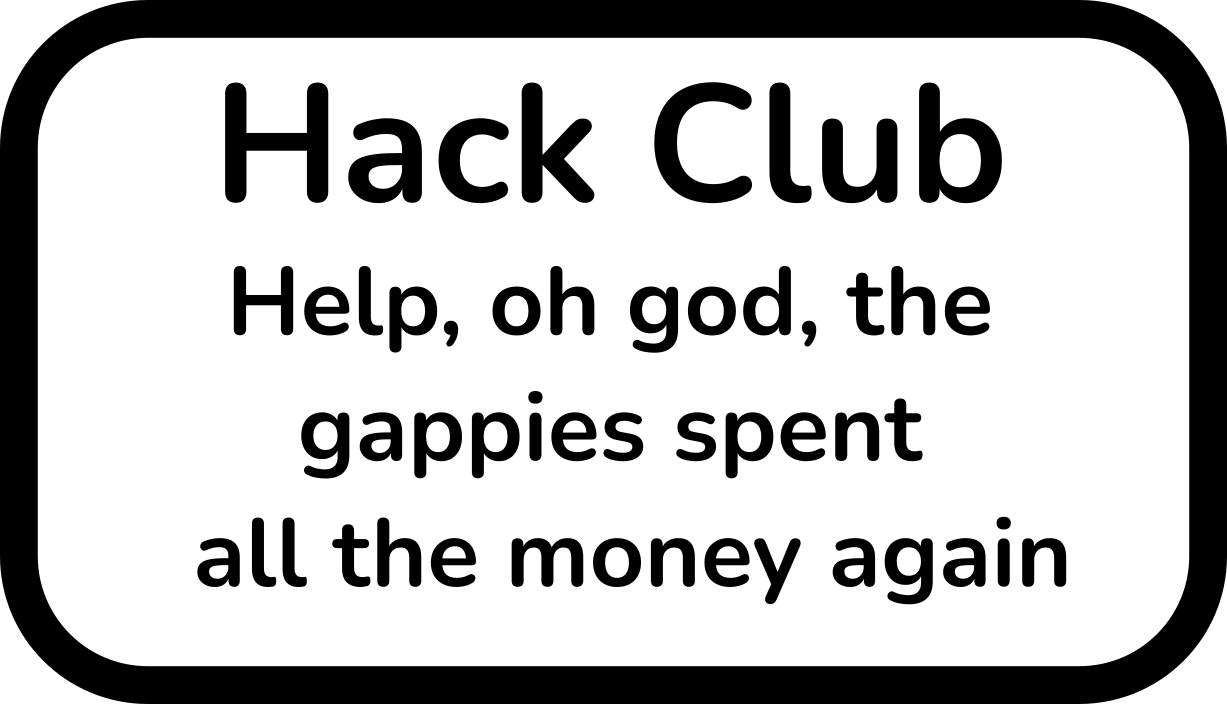 Hack Club
Help, oh god, the
gappies spent
all the money again